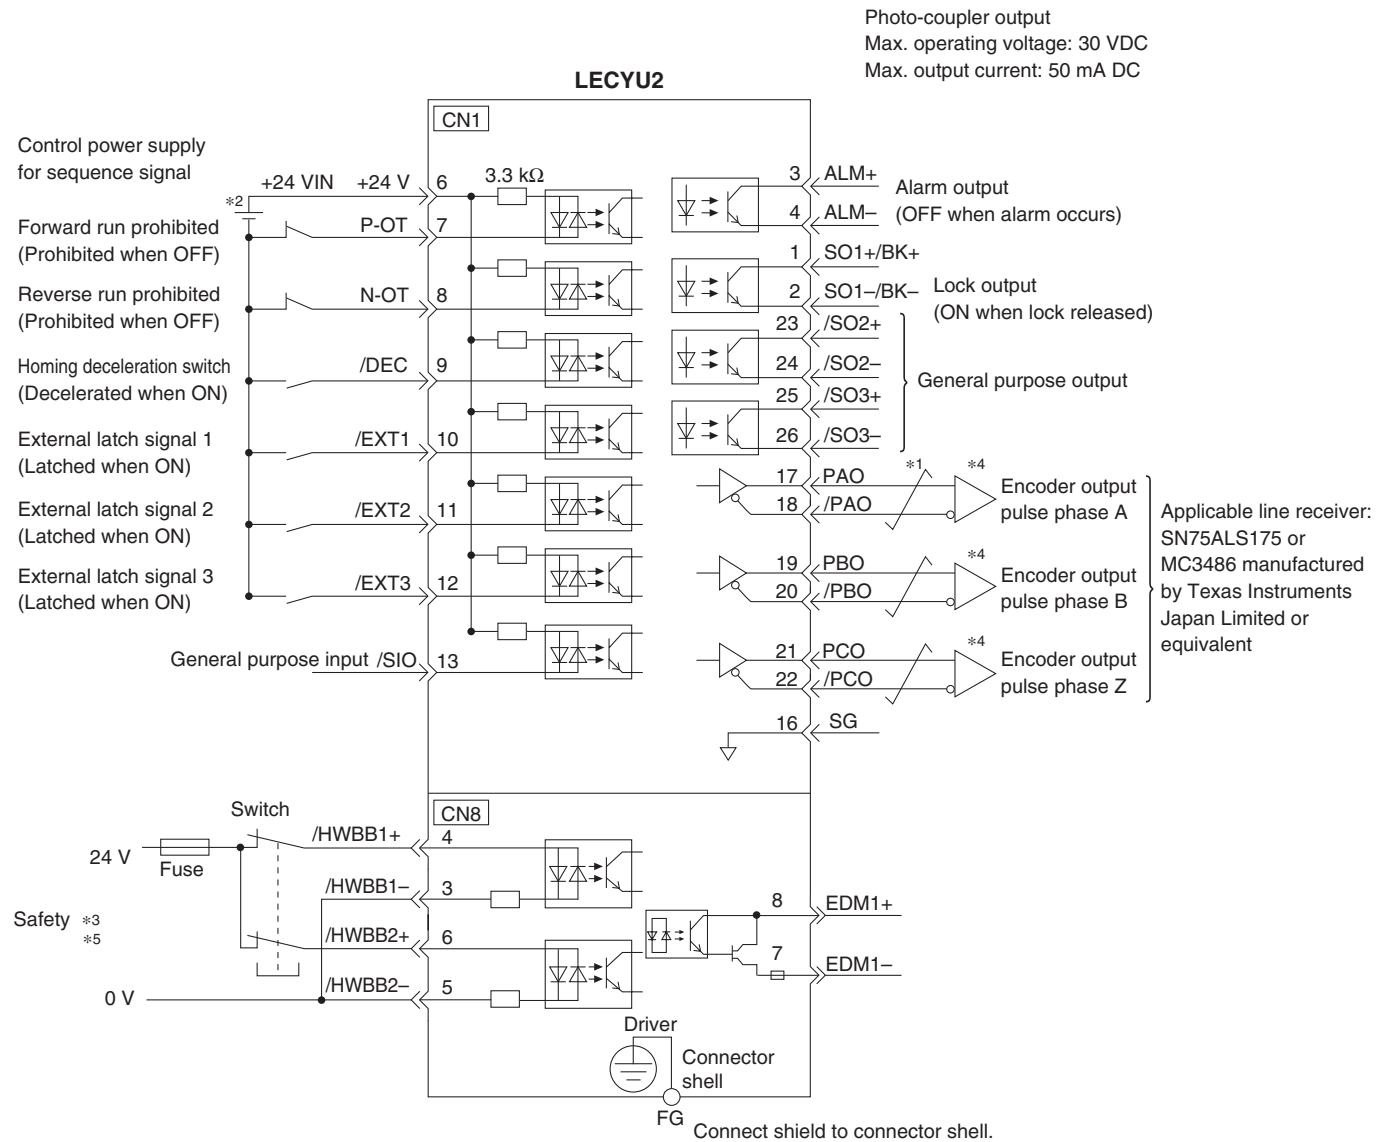 Photo-coupler output
Max. operating voltage: 30 VDC
Max. output current: 50 mA DC
LECYU2
CN1
Control power supply
for sequence signal
+24 VIN
+24 V
6
3.3 kΩ
*2
Forward run prohibited
(Prohibited when OFF)
P-OT
7
Reverse run prohibited
(Prohibited when OFF)
N-OT
8
Homing deceleration switch
(Decelerated when ON)
/DEC
9
External latch signal 1
(Latched when ON)
/EXT1
10
External latch signal 2
(Latched when ON)
/EXT2
11
External latch signal 3
(Latched when ON)
/EXT3
12
General purpose input
/SIO
13
3
ALM+
4
ALM–
Alarm output
(OFF when alarm occurs)
1
SO1+/BK+
2
SO1–/BK–
Lock output
(ON when lock released)
23
/SO2+
24
/SO2–
25
/SO3+
26
/SO3–
General purpose output
17
PAO
18
/PAO
*1
*4
Encoder output
pulse phase A
19
PBO
20
/PBO
*4
Encoder output
pulse phase B
21
PCO
22
/PCO
*4
Encoder output
pulse phase Z
Applicable line receiver:
SN75ALS175 or
MC3486 manufactured
by Texas Instruments
Japan Limited or
equivalent
16
SG
CN8
Switch
24 V
Fuse
/HWBB1+
4
/HWBB1–
3
Safety *3
*5
/HWBB2+
6
/HWBB2–
5
0 V
8
EDM1+
7
EDM1–
Driver
Connector
shell
FG
Connect shield to connector shell.